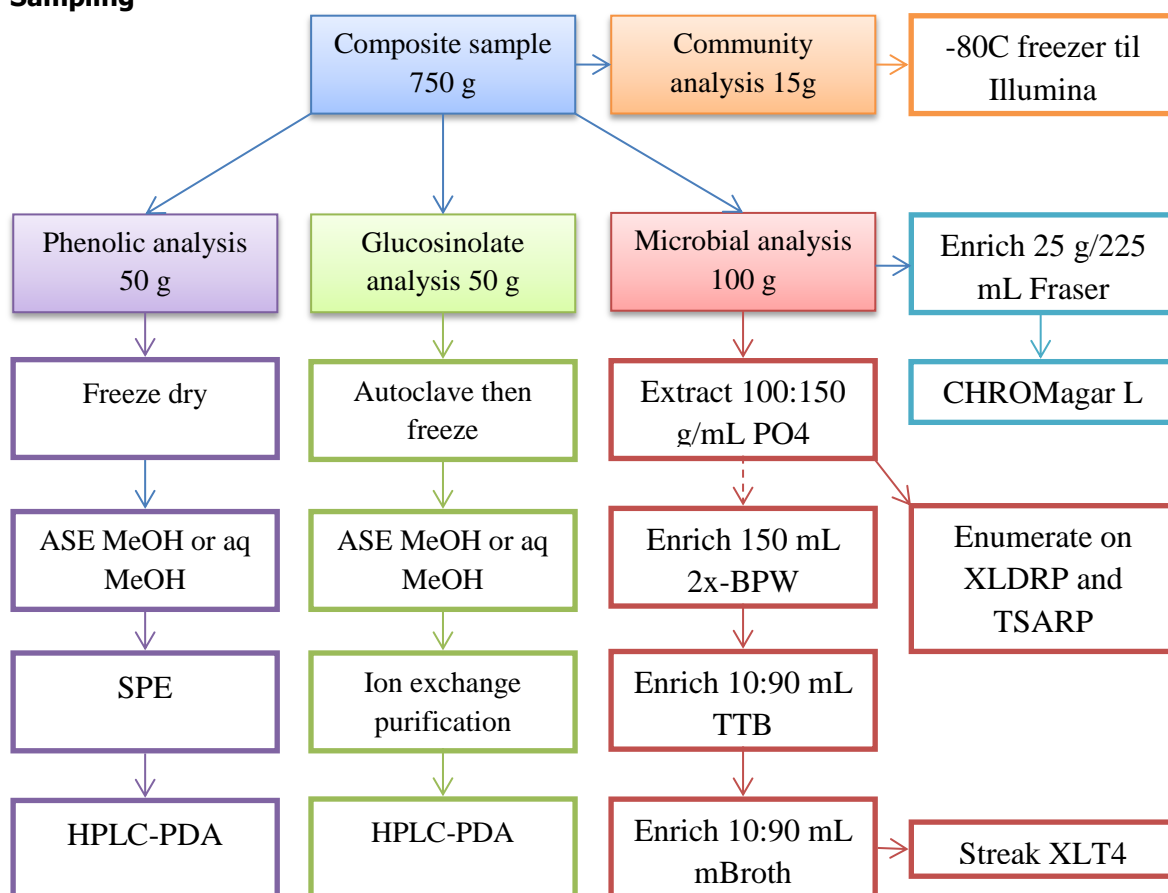 Sampling
Composite sample
750 g
Community
analysis 15g
-80C freezer til
Illumina
Phenolic analysis
50 g
Glucosinolate
analysis 50 g
Microbial analysis
100 g
Enrich 25 g/225
mL Fraser
Freeze dry
Autoclave then
freeze
Extract 100:150
g/mL PO4
CHROMagar L
ASE MeOH or aq
MeOH
ASE MeOH or aq
MeOH
Enrich 150 mL
2x-BPW
Enumerate on
XLDRP and
TSARP
SPE
Ion exchange
purification
Enrich 10:90 mL
TTB
HPLC-PDA
HPLC-PDA
Enrich 10:90 mL
mBroth
Streak XLT4